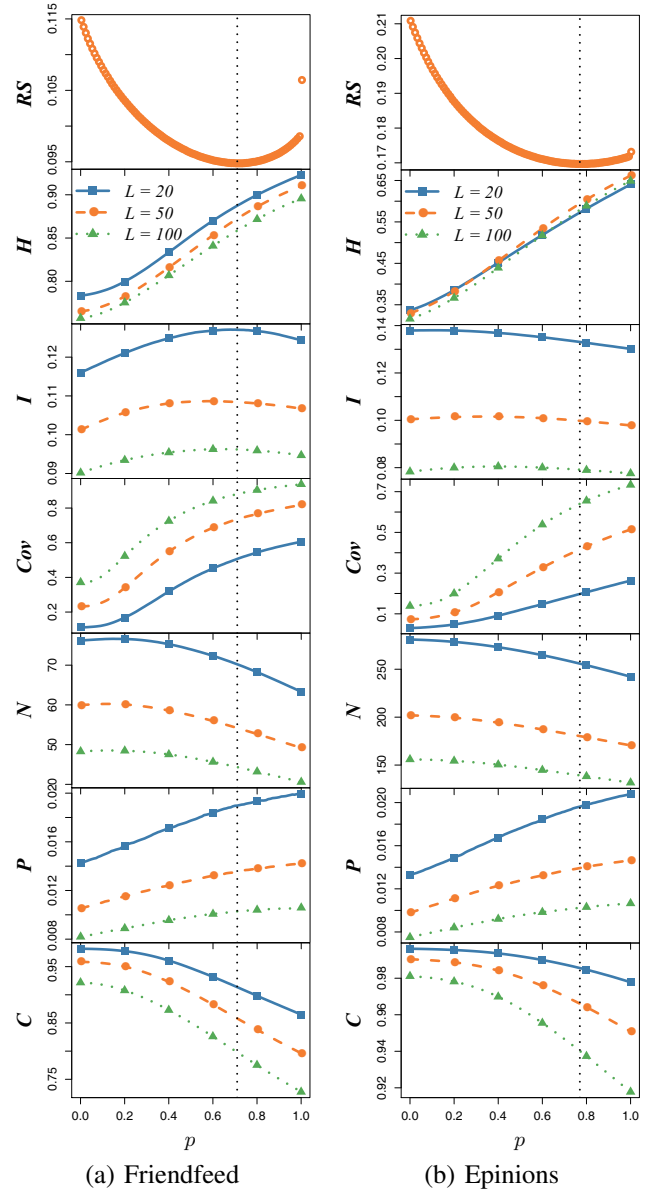 RS
0.115
0.105
0.095
RS
0.21
0.20
0.19
0.18
0.17
H
0.90
0.85
0.80
L = 20
L = 50
L = 100
H
0.65
0.55
0.45
0.35
L = 20
L = 50
L = 100
I
0.12
0.11
0.10
0.09
I
0.14
0.12
0.10
0.08
Cov
0.8
0.6
0.4
0.2
Cov
0.7
0.5
0.3
0.1
N
70
60
50
40
N
250
200
150
P
0.020
0.016
0.012
0.008
P
0.020
0.016
0.012
0.008
C
0.95
0.85
0.75
C
0.98
0.96
0.94
0.92
0.0 0.2 0.4 0.6 0.8 1.0
0.0 0.2 0.4 0.6 0.8 1.0
p
p
(a) Friendfeed
(b) Epinions